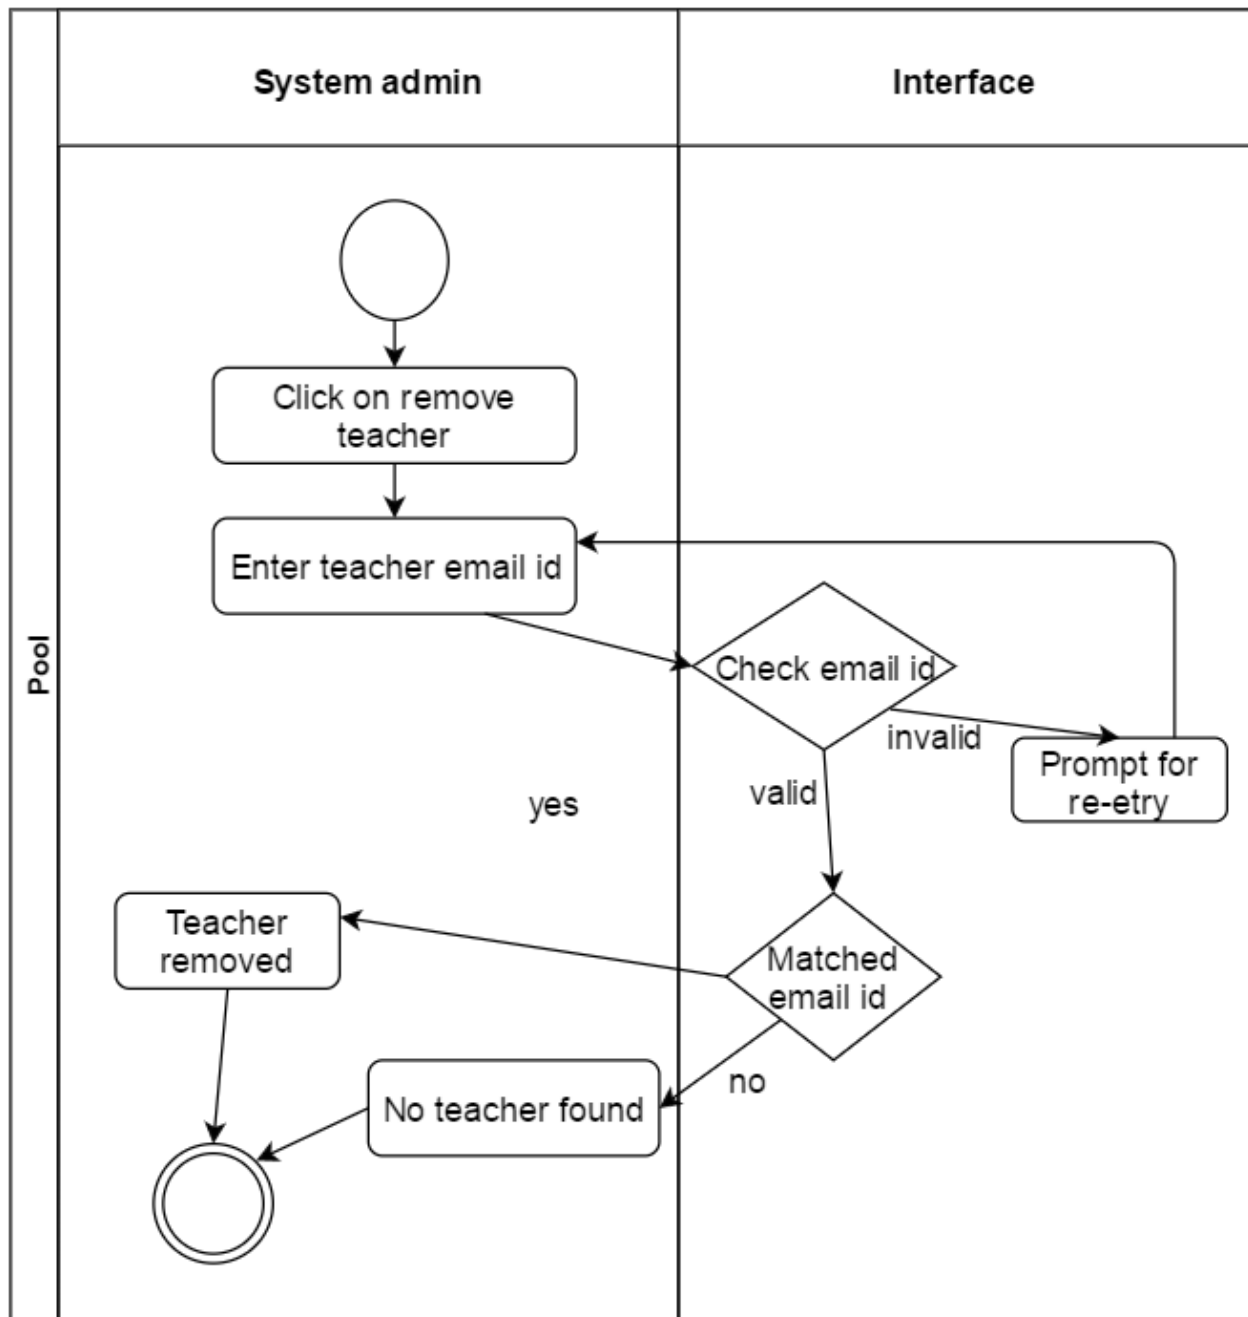 System admin
Interface
Pool
Click on remove
teacher
Enter teacher email id
Check email id
invalid
Prompt for
re-etry
valid
yes
Teacher
removed
Matched
email id
no
No teacher found